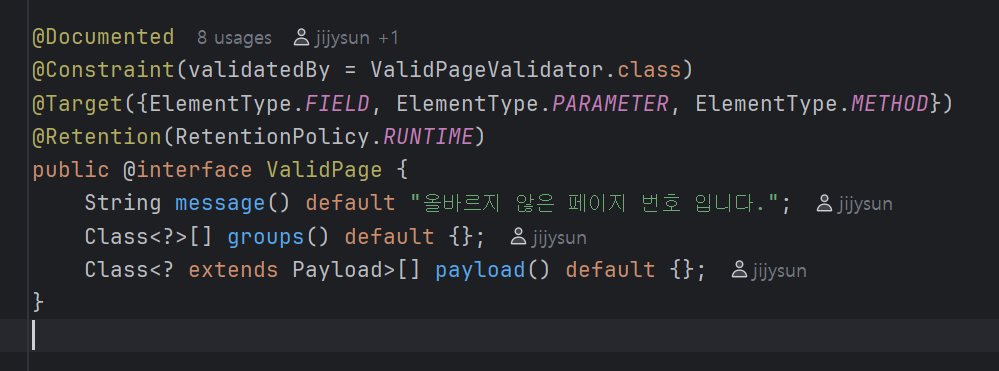 @Documented 8 usages jijysun +1
@Constraint(validatedBy = ValidPageValidator.class)
@Target({ElementType.FIELD, ElementType.PARAMETER, ElementType.METHOD})
@Retention(RetentionPolicy.RUNTIME)
public @interface ValidPage {
    String message() default "올바르지 않은 페이지 번호 입니다."; jijysun
    Class<?>[] groups() default {}; jijysun
    Class<? extends Payload>[] payload() default {}; jijysun
}